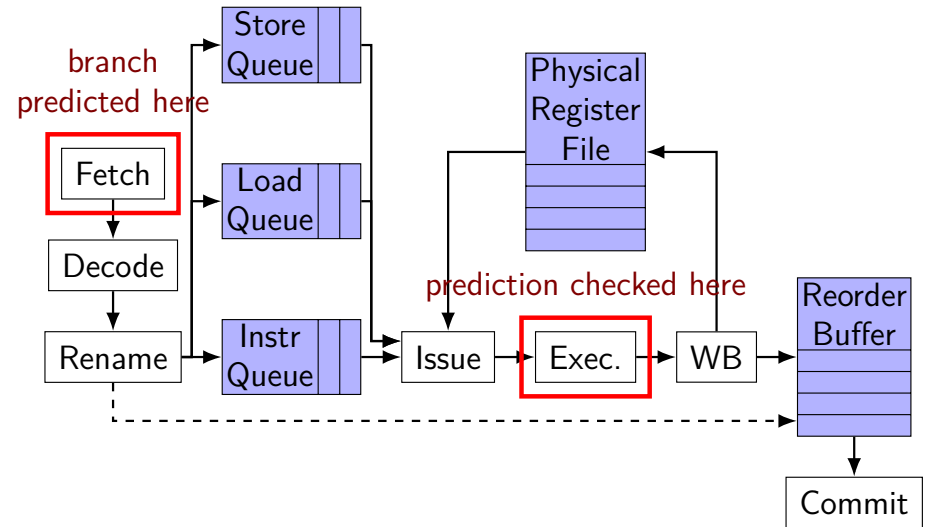 Store
Queue
branch
predicted here
Physical
Register
File
Fetch
Load
Queue
Decode
prediction checked here
Reorder
Buffer
Instr
Queue
Rename
Issue
Exec.
WB
Commit